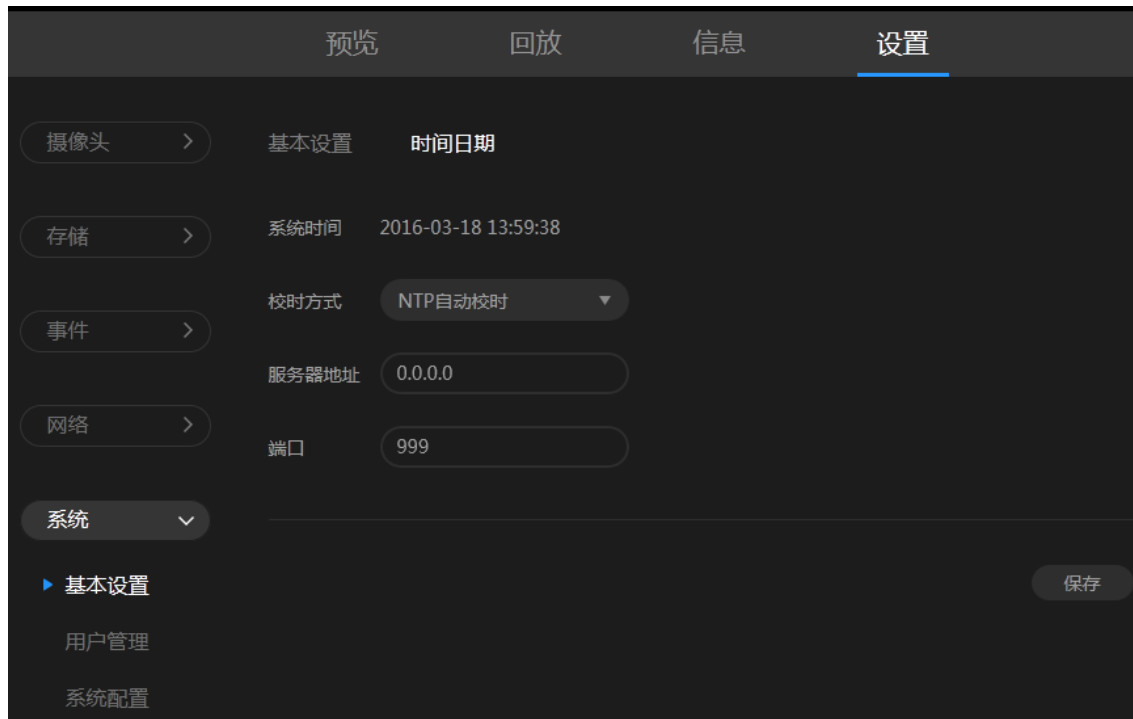 预览 回放 信息 设置
摄像头
基本设置 时间日期
存储
系统时间 2016-03-18 13:59:38
事件
校时方式 NTP自动校时
服务器地址 0.0.0.0
网络
端口 999
系统
基本设置
保存
用户管理
系统配置